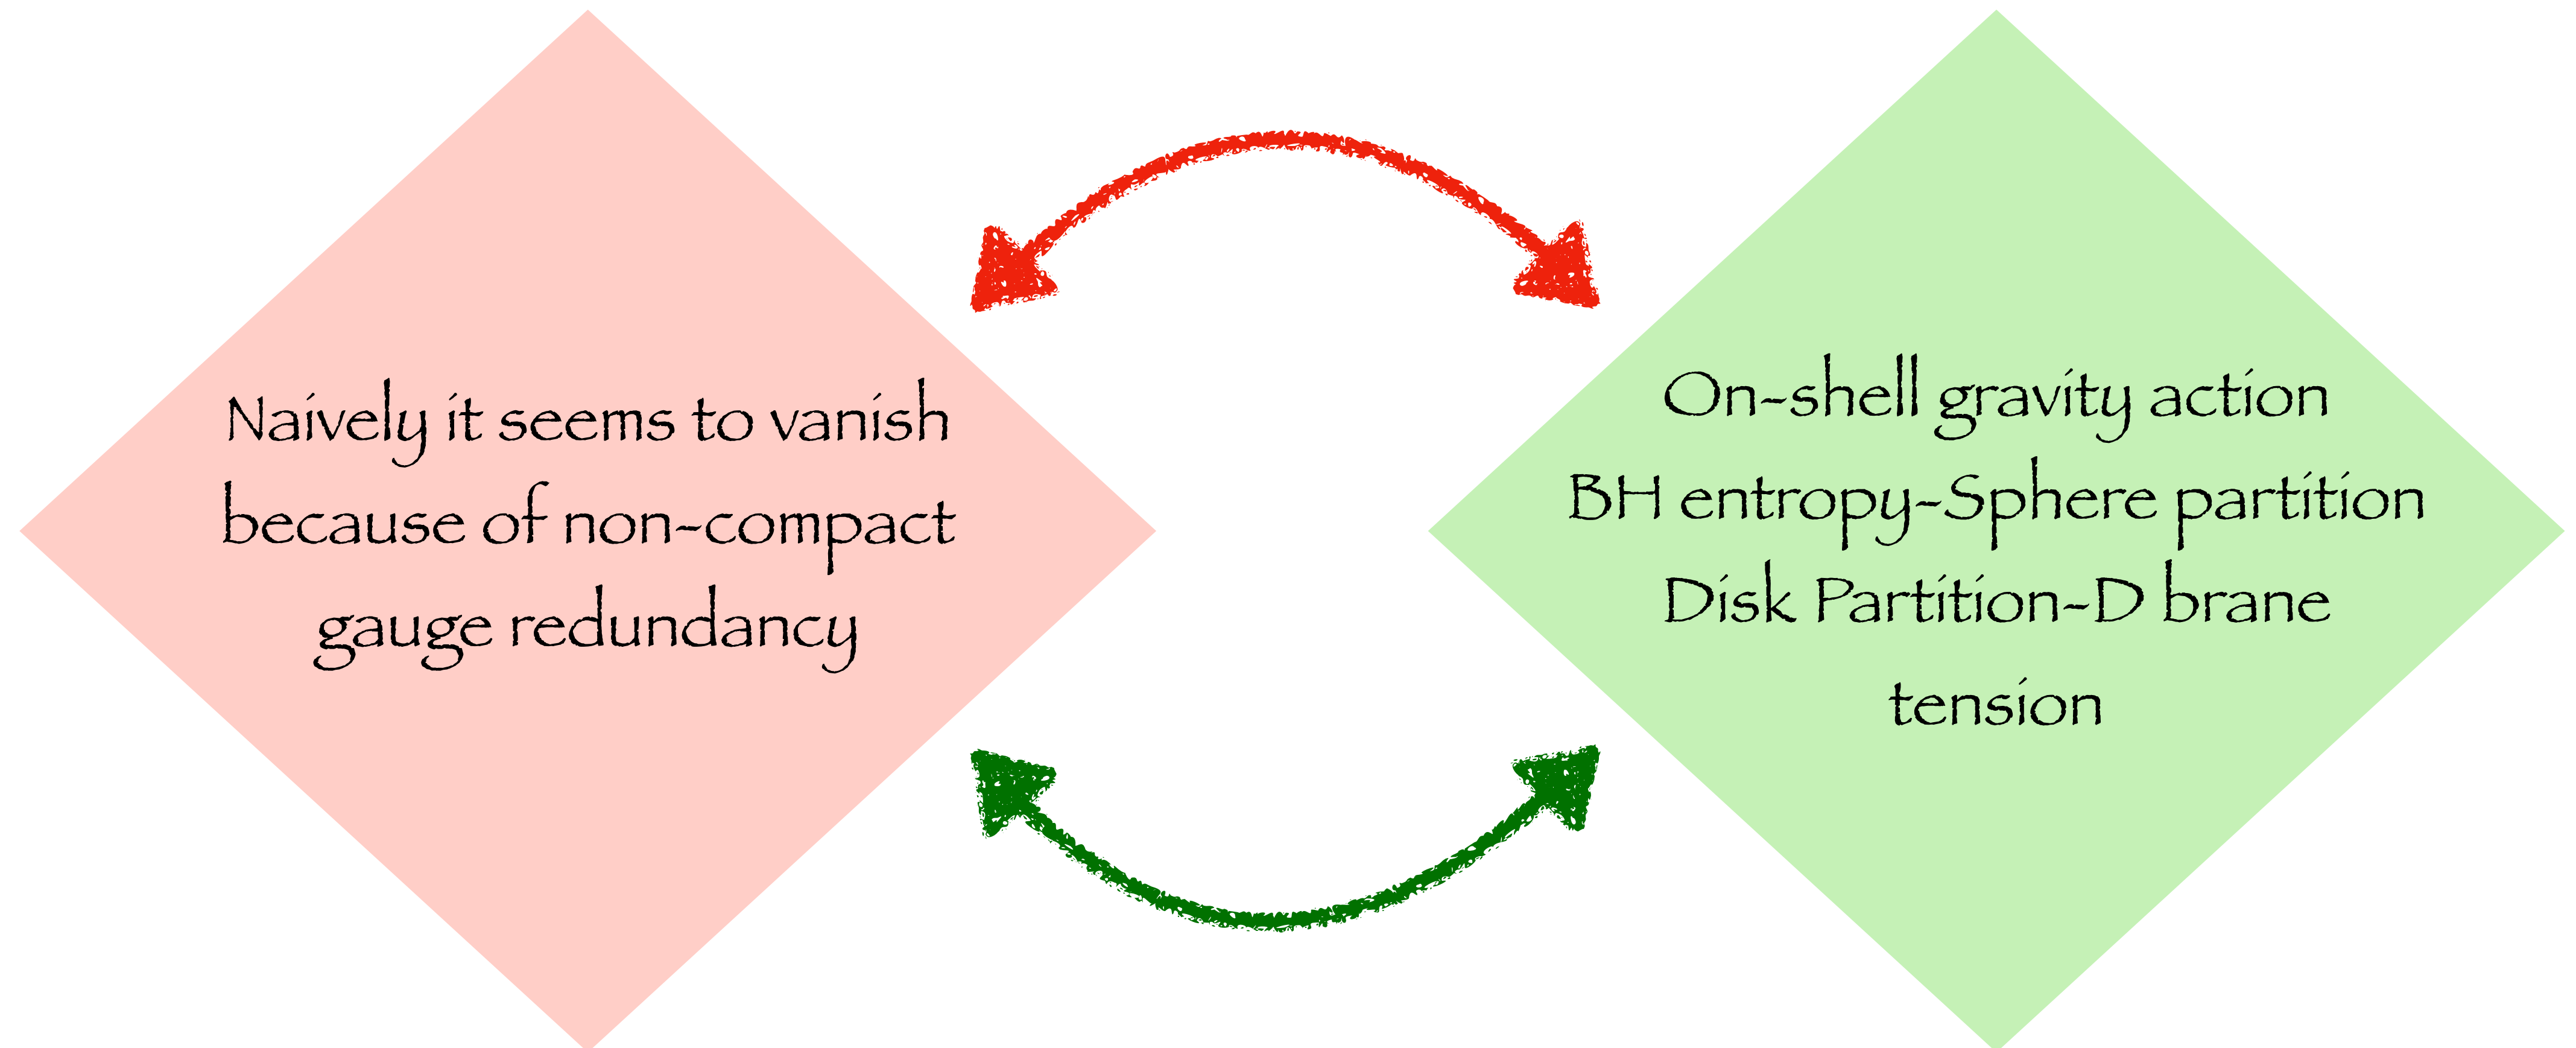 Naively it seems to vanish
because of non-compact
gauge redundancy
On-shell gravity action
BH entropy-Sphere partition
Disk Partition-D brane
tension